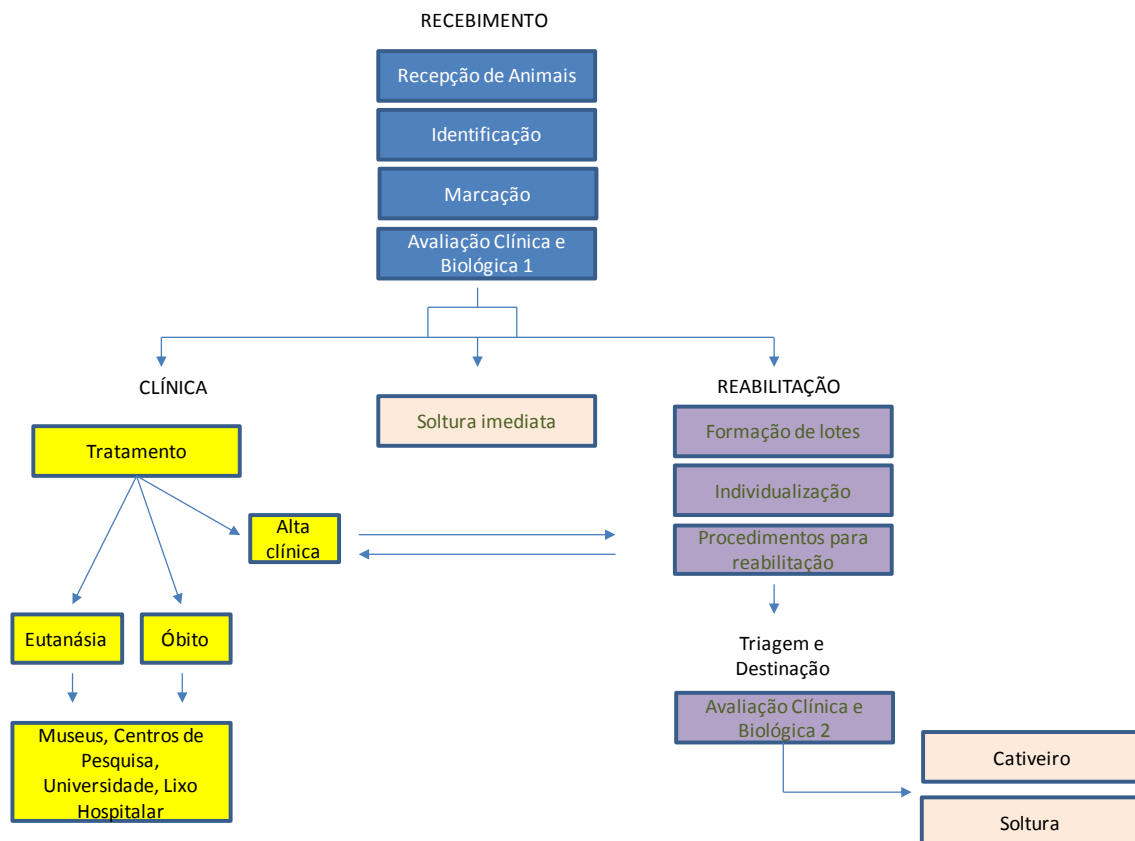 RECEBIMENTO
Recepção de Animais
Identificação
Marcação
Avaliação Clínica e
Biológica 1
CLÍNICA
Tratamento
Alta
clínica
Eutanásia
Óbito
Museus, Centros de
Pesquisa,
Universidade, Lixo
Hospitalar
Soltura imediata
REABILITAÇÃO
Formação de lotes
Individualização
Procedimentos para
reabilitação
Triagem e
Destinação
Avaliação Clínica e
Biológica 2
Cativeiro
Soltura